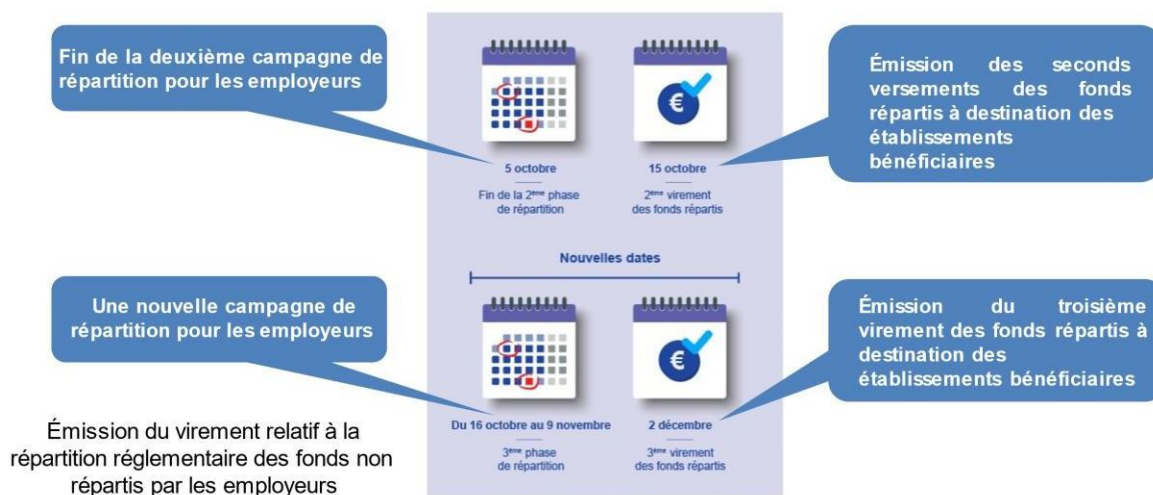 Fin de la deuxième campagne de
répartition pour les employeurs
Émission des seconds
versements des fonds
répartis à destination des
établissements
bénéficiaires
5 octobre
Fin de la 2ème phase
de répartition
15 octobre
2ème virement
des fonds répartis
Nouvelles dates
Une nouvelle campagne de
répartition pour les employeurs
Émission du troisième
virement des fonds répartis à
destination des
établissements bénéficiaires
€
€
Du 16 octobre au 9 novembre
3ème phase
de répartition
2 décembre
3ème virement
des fonds répartis
Émission du virement relatif à la
répartition réglementaire des fonds non
répartis par les employeurs